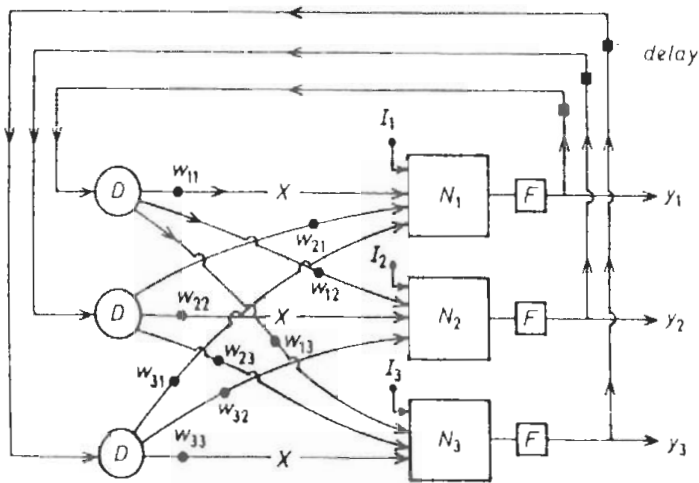 delay
I₁
w₁₁
D
X
N₁
F
y₁
w₂₁
I₂
w₁₂
D
w₂₂
X
N₂
F
y₂
w₁₃
w₂₃
w₃₁
w₃₂
I₃
D
w₃₃
X
N₃
F
y₃